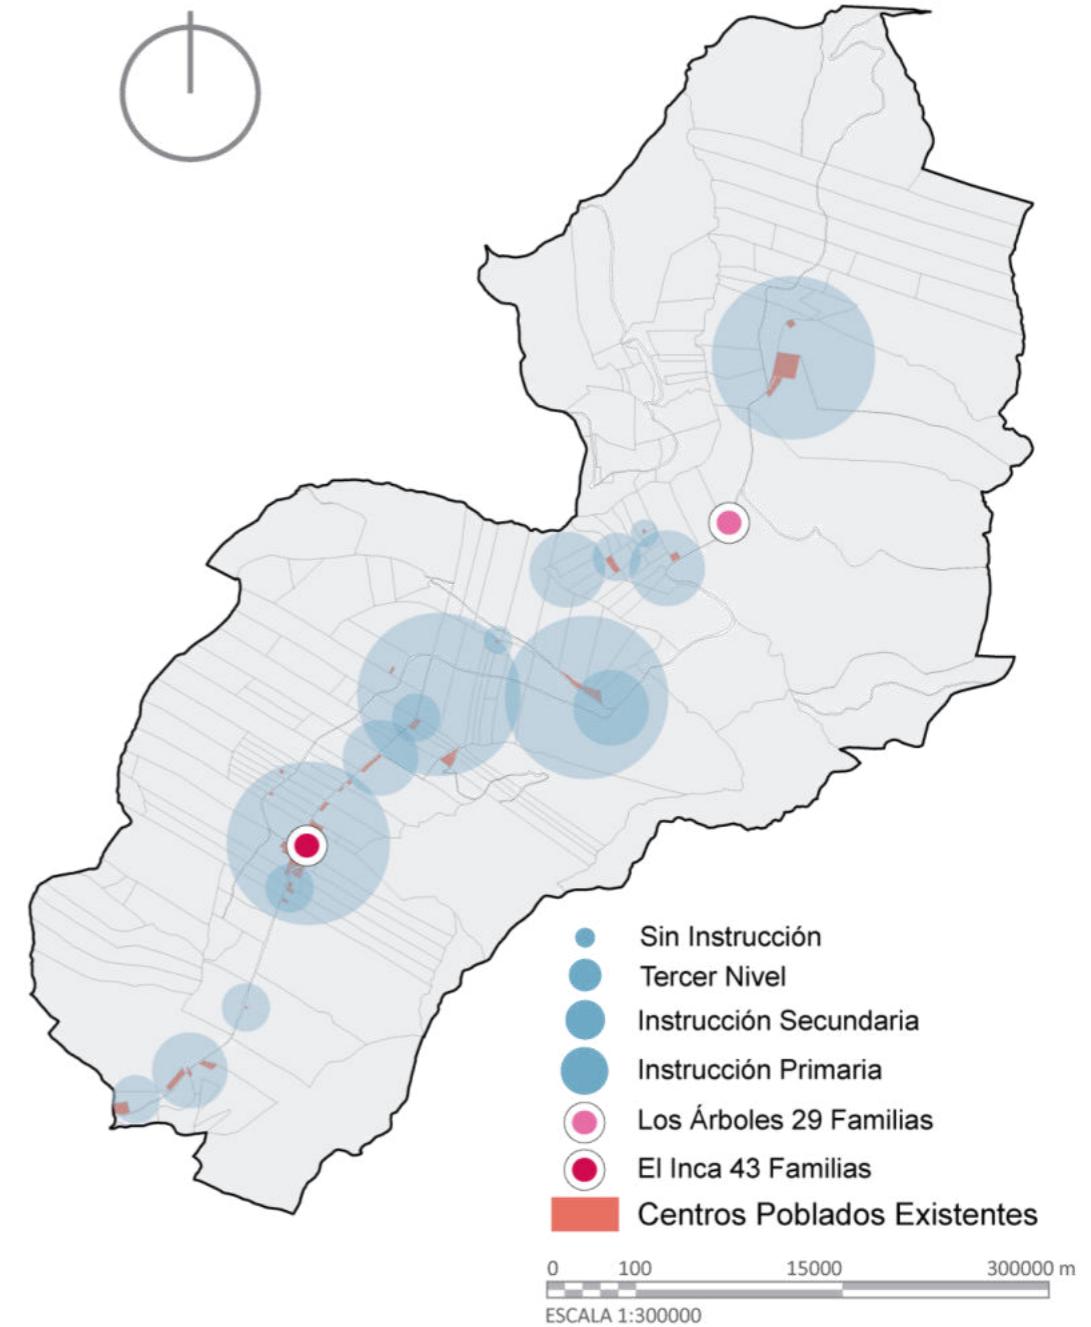 Sin Instrucción
Tercer Nivel
Instrucción Secundaria
Instrucción Primaria
Los Árboles 29 Familias
El Inca 43 Familias
Centros Poblados Existentes
0 100 15000 300000 m
ESCALA 1:300000